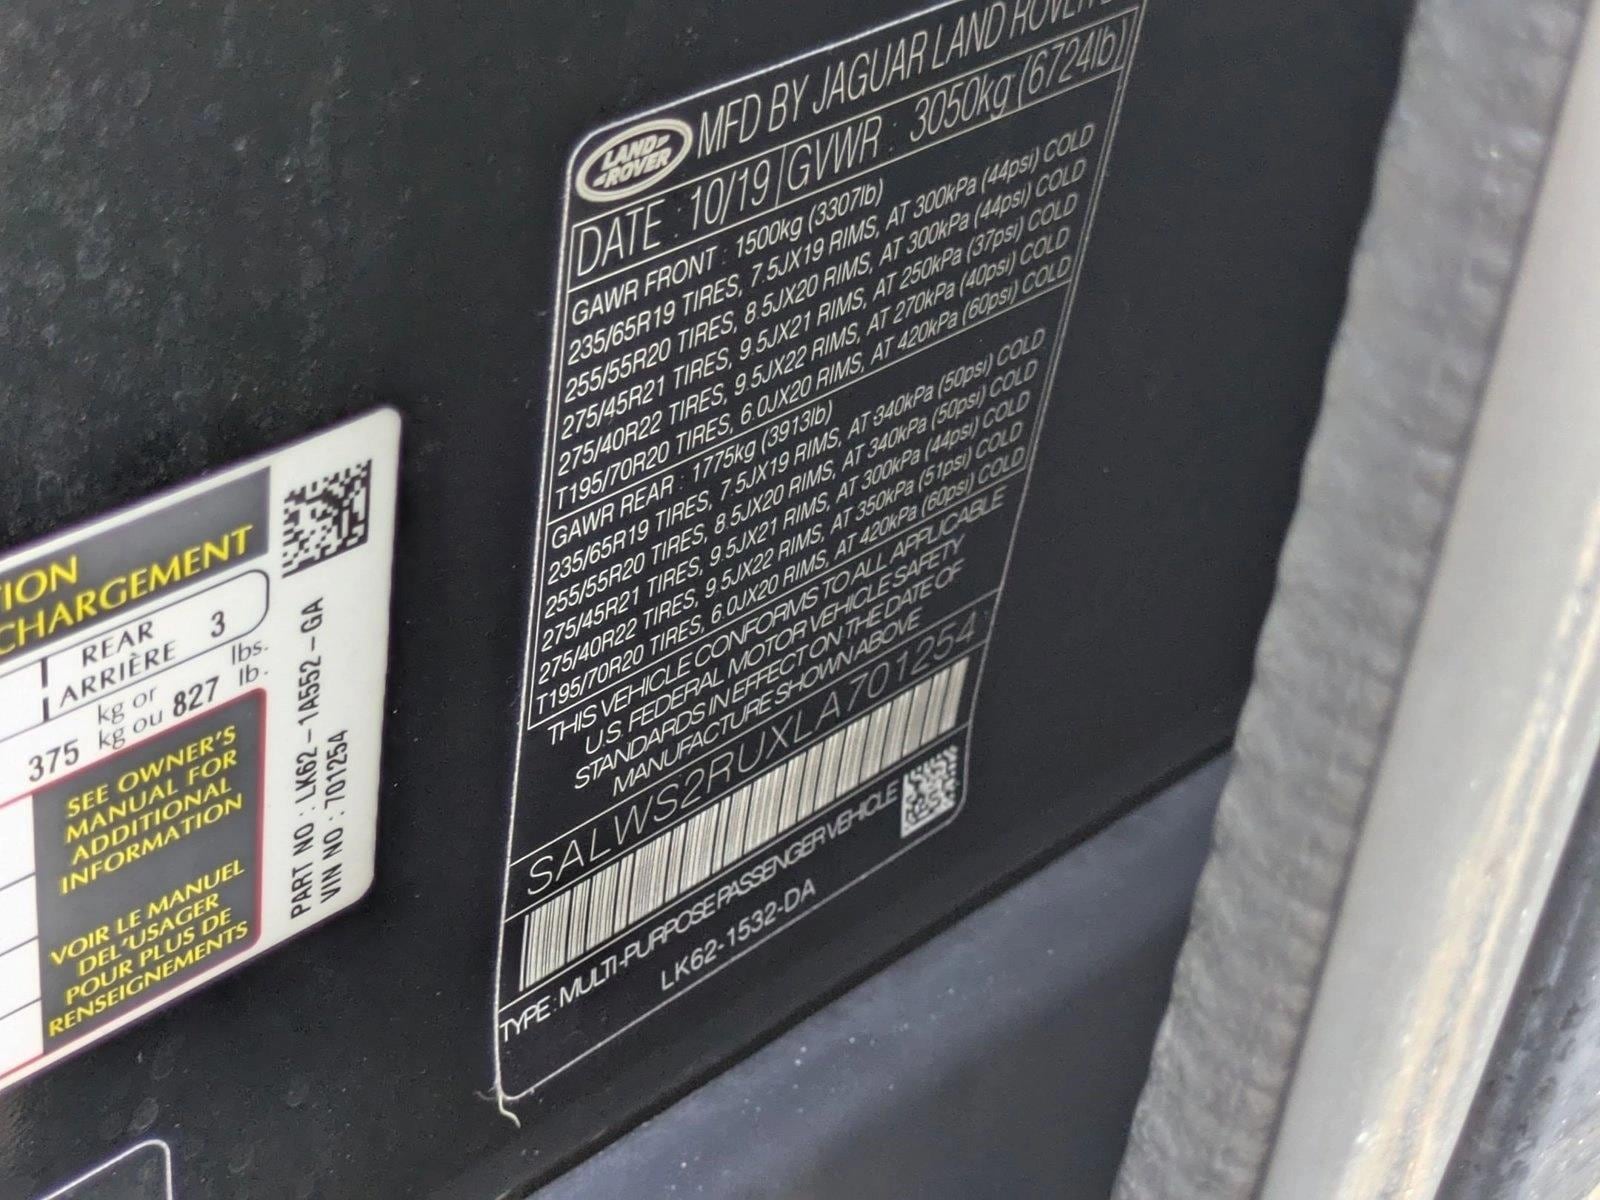 LAND-
-ROVER
MFD BY JAGUAR LAND ROVER
DATE : 10/19 GVWR : 3050kg (6724lb)
GAWR FRONT : 1500kg (3307lb)
235/65R19 TIRES, 7.5JX19 RIMS, AT 300kPa (44psi) COLD
255/55R20 TIRES, 8.5JX20 RIMS, AT 300kPa (44psi) COLD
275/45R21 TIRES, 9.5JX21 RIMS, AT 250kPa (37psi) COLD
275/40R22 TIRES, 9.5JX22 RIMS, AT 270kPa (40psi) COLD
T195/70R20 TIRES, 6.0JX20 RIMS, AT 420kPa (60psi) COLD
GAWR REAR : 1775kg (3913lb)
235/65R19 TIRES, 7.5JX19 RIMS, AT 340kPa (50psi) COLD
255/55R20 TIRES, 8.5JX20 RIMS, AT 340kPa (50psi) COLD
275/45R21 TIRES, 9.5JX21 RIMS, AT 300kPa (44psi) COLD
275/40R22 TIRES, 9.5JX22 RIMS, AT 350kPa (51psi) COLD
T195/70R20 TIRES, 6.0JX20 RIMS, AT 420kPa (60psi) COLD
THIS VEHICLE CONFORMS TO ALL APPLICABLE
U.S. FEDERAL MOTOR VEHICLE SAFETY
STANDARDS IN EFFECT ON THE DATE OF
MANUFACTURE SHOWN ABOVE
SALWS2RUXLA701254
TYPE : MULTI-PURPOSE PASSENGER VEHICLE
LK62-1532-DA
TION
CHARGEMENT
REAR
ARRIÈRE 3
375 kg or
kg ou 827 lbs.
lb.
SEE OWNER'S
MANUAL FOR
ADDITIONAL
INFORMATION
VOIR LE MANUEL
DEL'USAGER
POUR PLUS DE
RENSEIGNEMENTS
PART NO : LK62-1A552-GA
VIN NO : 701254